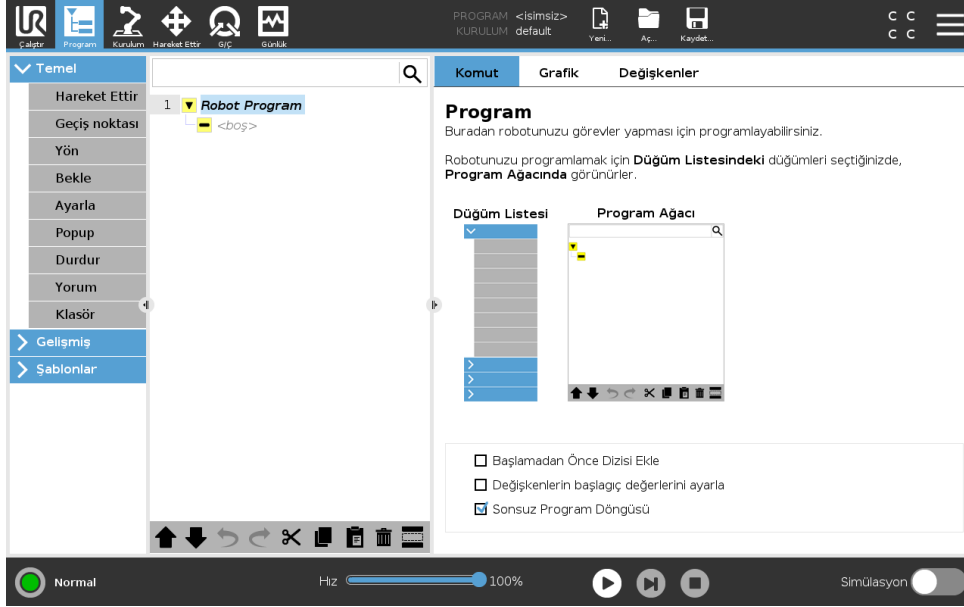 UR
PROGRAM <isimsiz>
KURULUM default
C C
C C
Çalıştır Program Kurulum Hareket Ettir G/Ç Günlük Yeni... Aç... Kaydet...
Temel
Hareket Ettir
Geçiş noktası
Yön
Bekle
Ayarla
Popup
Durdur
Yorum
Klasör
Gelişmiş
Şablonlar
1 Robot Program
<boş>
Komut Grafik Değişkenler
Program
Buradan robotunuzu görevler yapması için programlayabilirsiniz.
Robotunuzu programlamak için Düğüm Listesindeki düğümleri seçtiğinizde,
Program Ağacında görünürler.
Düğüm Listesi Program Ağacı
Başlamadan Önce Dizisi Ekle
Değişkenlerin başlagıç değerlerini ayarla
Sonsuz Program Döngüsü
Normal Hız 100% Simülasyon